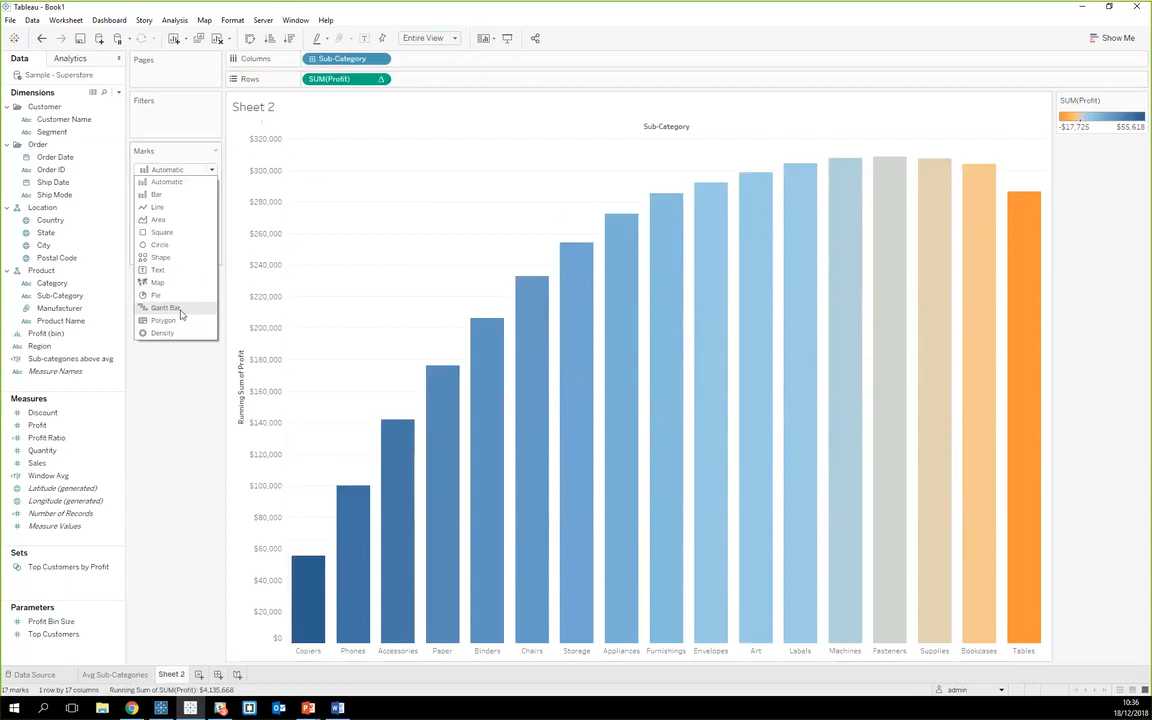 Tableau - Book1
File Data Worksheet Dashboard Story Analysis Map Format Server Window Help
Entire View
Show Me
Data Analytics
Pages
Columns Sub-Category
Sample - Superstore
Rows SUM(Profit)
Dimensions
Customer
Abc Customer Name
Abc Segment
Order
Order Date
Abc Order ID
Ship Date
Abc Ship Mode
Location
Country
State
City
Postal Code
Product
Abc Category
Abc Sub-Category
Manufacturer
Abc Product Name
Profit (bin)
Abc Region
Sub-categories above avg
Abc Measure Names
Measures
Discount
Profit
Profit Ratio
Quantity
Sales
Window Avg
Latitude (generated)
Longitude (generated)
Number of Records
Measure Values
Sets
Top Customers by Profit
Parameters
Profit Bin Size
Top Customers
Filters
Marks
Automatic
Automatic
Bar
Line
Area
Square
Circle
Shape
Text
Map
Pie
Gantt Bar
Polygon
Density
Sheet 2
Sub-Category
Running Sum of Profit
$320,000
$300,000
$280,000
$260,000
$240,000
$220,000
$200,000
$180,000
$160,000
$140,000
$120,000
$100,000
$80,000
$60,000
$40,000
$20,000
$0
Copiers Phones Accessories Paper Binders Chairs Storage Appliances Furnishings Envelopes Art Labels Machines Fasteners Supplies Bookcases Tables
SUM(Profit)
-$17,725 $55,618
Data Source Avg Sub-Categories Sheet 2
17 marks 1 row by 17 columns Running Sum of SUM(Profit): $4,135,668
admin
10:36
18/12/2018